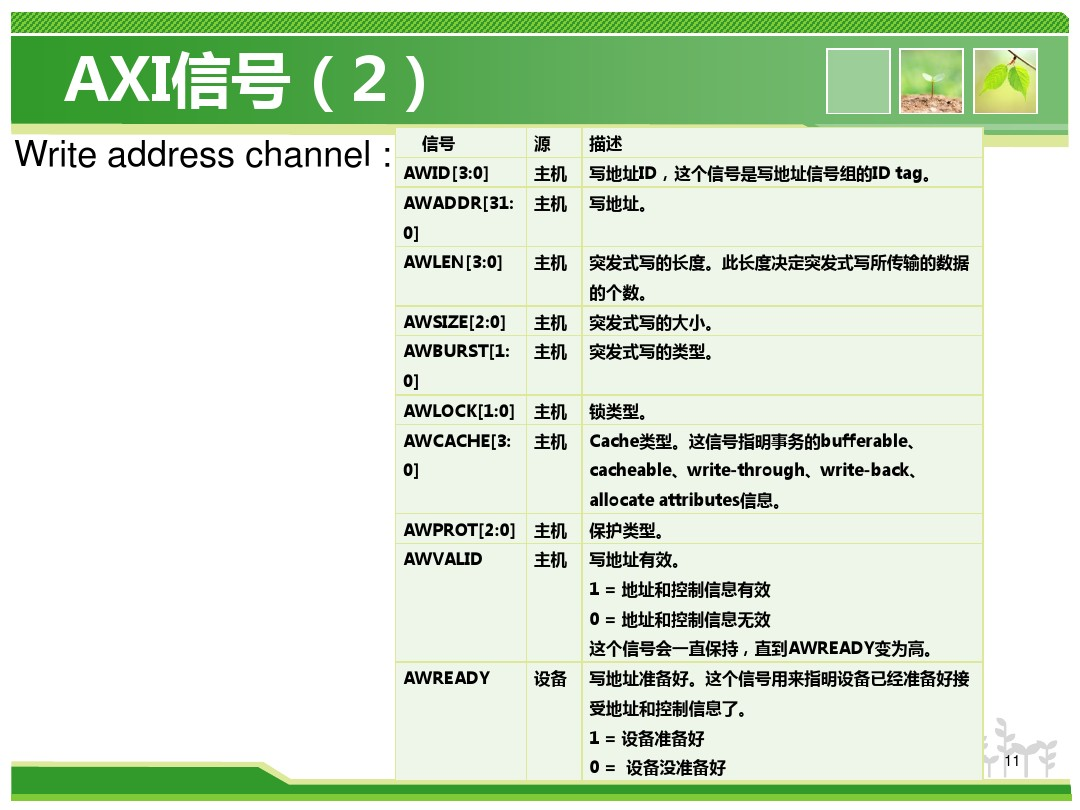 AXI信号（2）
Write address channel :
信号 源 描述
AWID[3:0] 主机 写地址ID，这个信号是写地址信号组的ID tag。
AWADDR[31: 主机 写地址。
0]
AWLEN[3:0] 主机 突发式写的长度。此长度决定突发式写所传输的数据
的个数。
AWSIZE[2:0] 主机 突发式写的大小。
AWBURST[1: 主机 突发式写的类型。
0]
AWLOCK[1:0] 主机 锁类型。
AWCACHE[3: 主机 Cache类型。这信号指明事务的bufferable、
0] cacheable、write-through、write-back、
allocate attributes信息。
AWPROT[2:0] 主机 保护类型。
AWVALID 主机 写地址有效。
1 = 地址和控制信息有效
0 = 地址和控制信息无效
这个信号会一直保持，直到AWREADY变为高。
AWREADY 设备 写地址准备好。这个信号用来指明设备已经准备好接
受地址和控制信息了。
1 = 设备准备好
0 = 设备没准备好
11